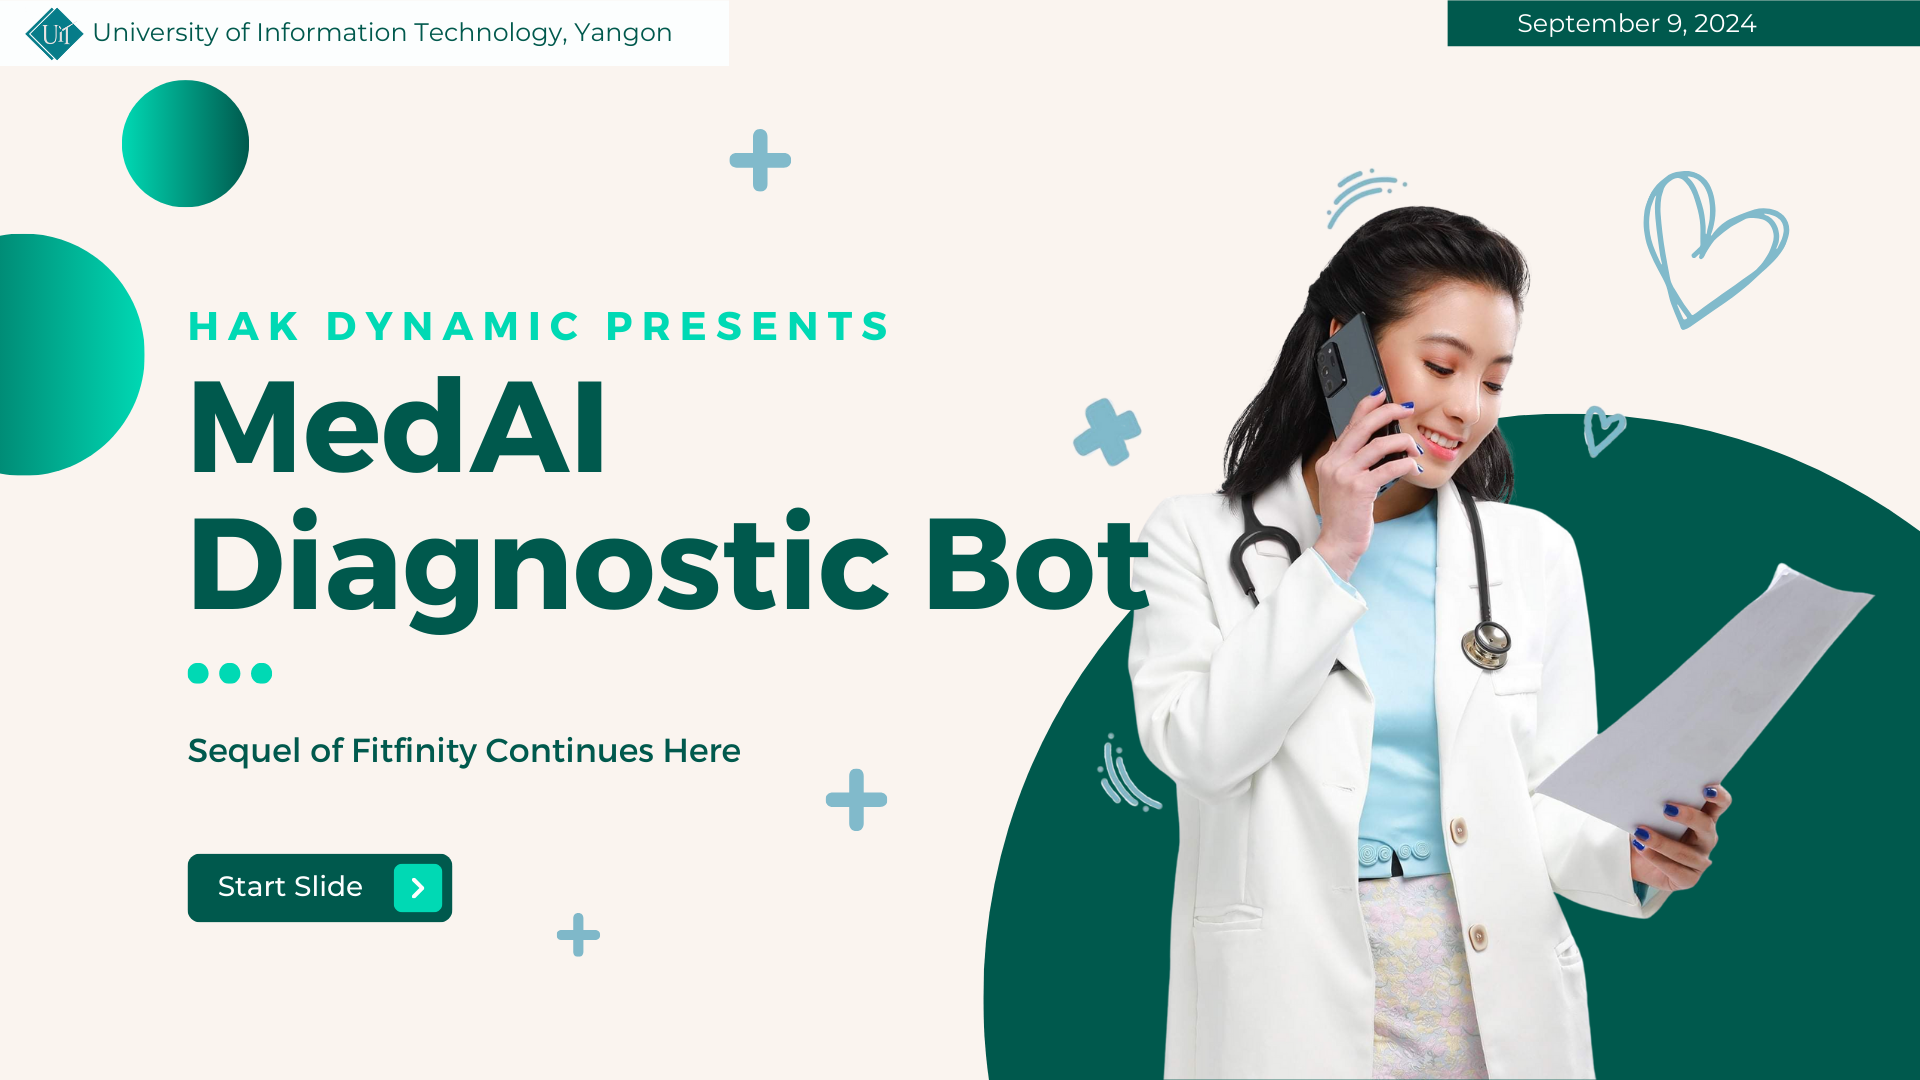 UiT
University of Information Technology, Yangon
September 9, 2024
HAK DYNAMIC PRESENTS
MedAI
Diagnostic Bot
Sequel of Fitfinity Continues Here
Start Slide